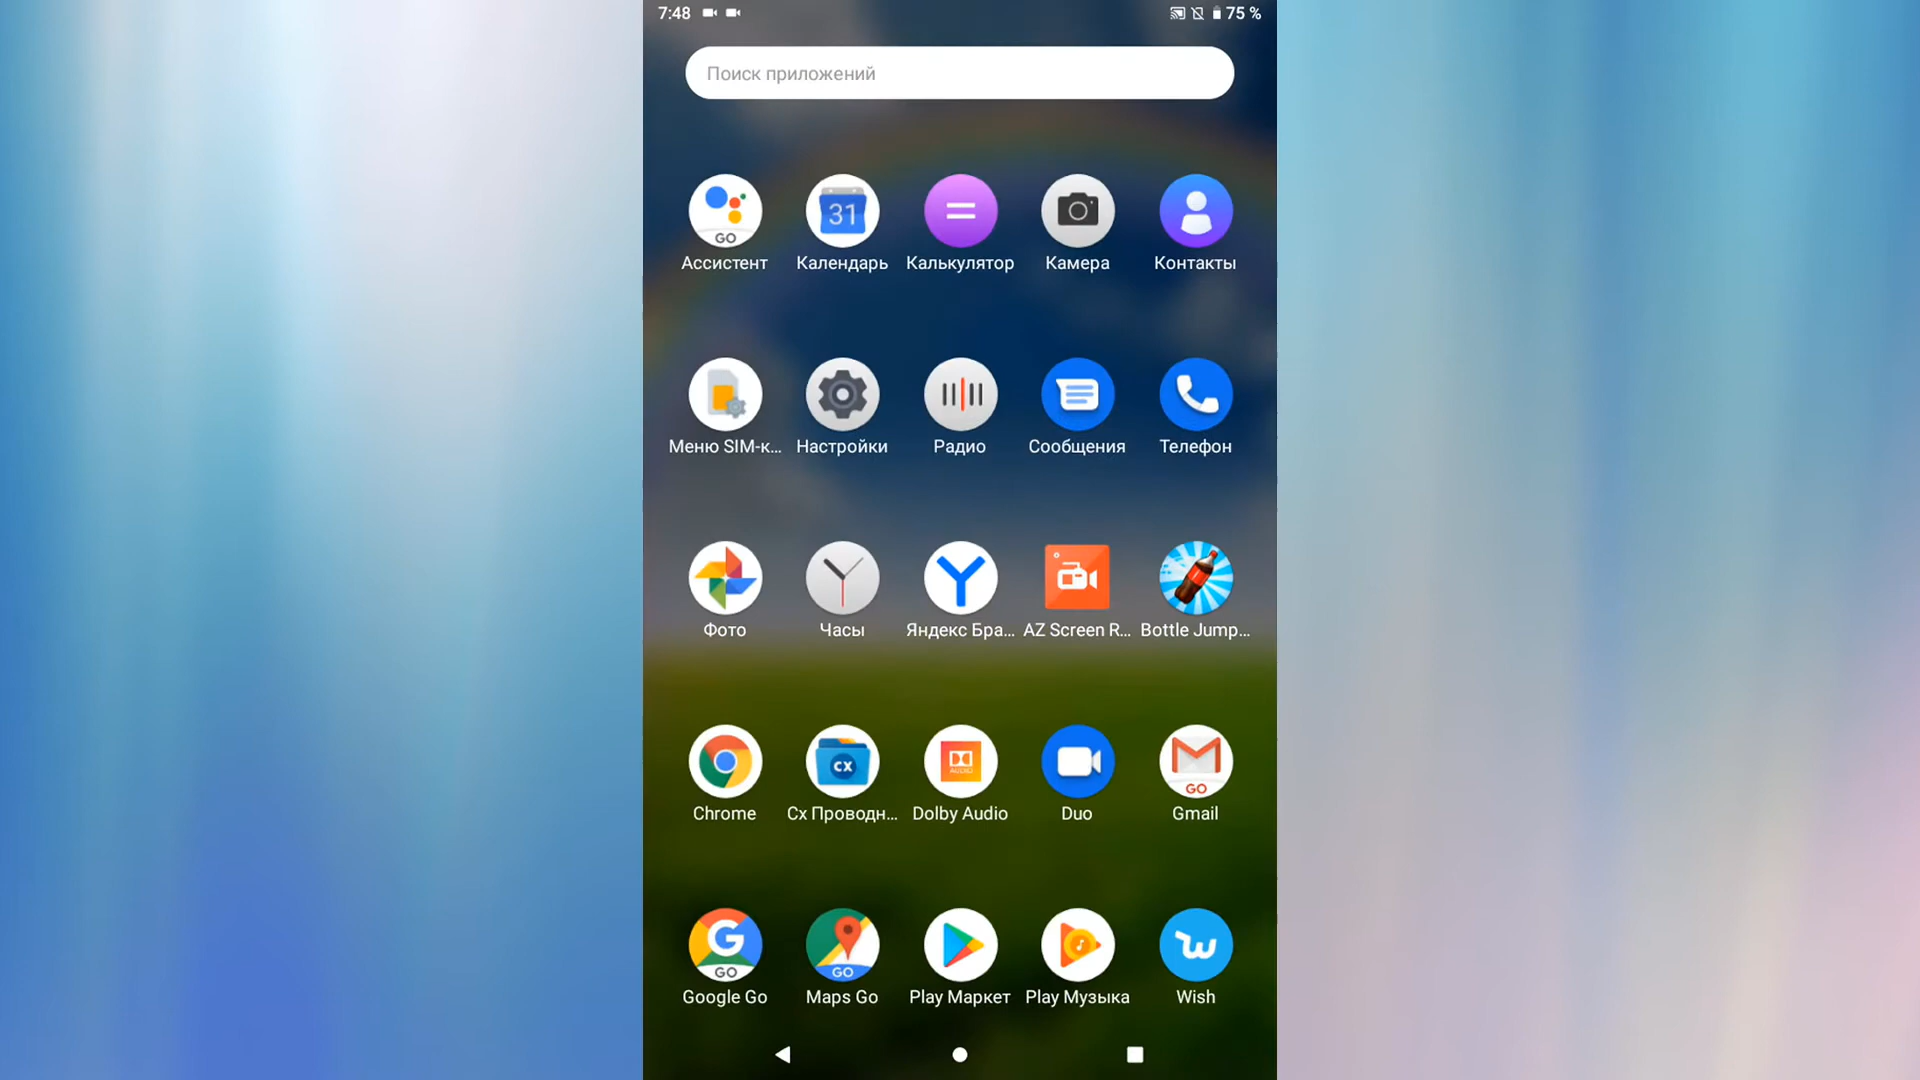 7:48 75 %
Поиск приложений
GO 31
Ассистент Календарь Калькулятор Камера Контакты
Меню SIM-к... Настройки Радио Сообщения Телефон
Фото Часы Яндекс Бра... AZ Screen R... Bottle Jump...
cx AUDIO GO
Chrome Cx Проводн... Dolby Audio Duo Gmail
G GO GO
Google Go Maps Go Play Маркет Play Музыка Wish